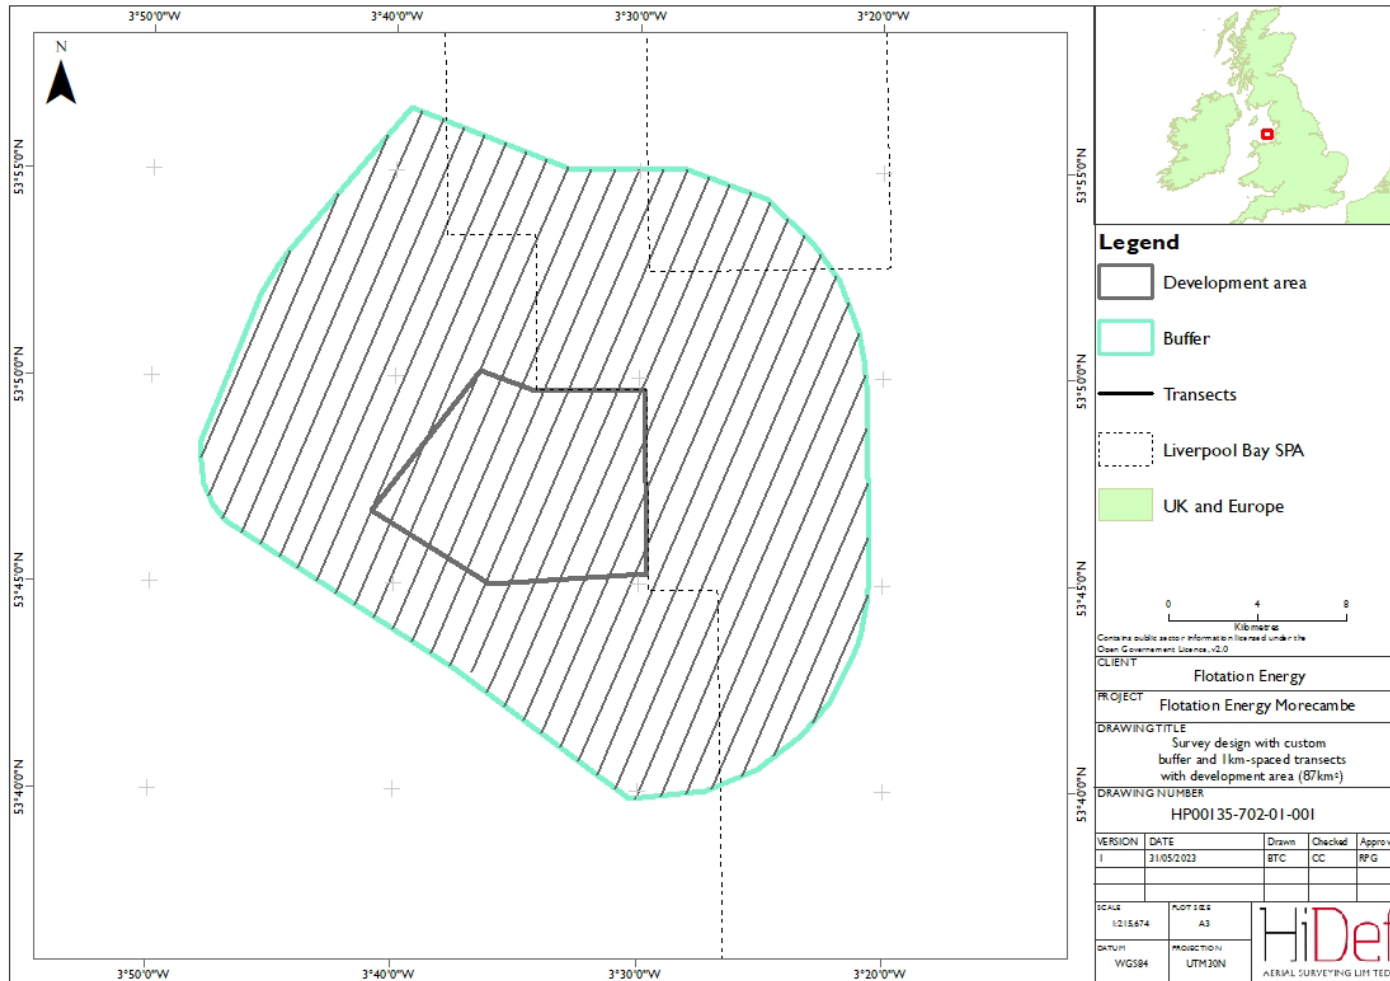 3°50'0"W 3°40'0"W 3°30'0"W 3°20'0"W
N
53°55'0"N 53°55'0"N
53°50'0"N 53°50'0"N
53°45'0"N 53°45'0"N
53°40'0"N 53°40'0"N
3°50'0"W 3°40'0"W 3°30'0"W 3°20'0"W
Legend
Development area
Buffer
Transects
Liverpool Bay SPA
UK and Europe
0 4 8
Kilometres
Contains public sector information licensed under the
Open Government Licence, v2.0
CLIENT
Flotation Energy
PROJECT
Flotation Energy Morecambe
DRAWING TITLE
Survey design with custom
buffer and 1km-spaced transects
with development area (87km²)
DRAWING NUMBER
HP00135-702-01-001
VERSION DATE Drawn Checked Approv
1 31/05/2023 BTC CC RPG
SCALE PLOT SIZE
1:215,674 A3
DATUM PROJECTION
WGS84 UTM30N
HiDef
AERIAL SURVEYING LIMITED